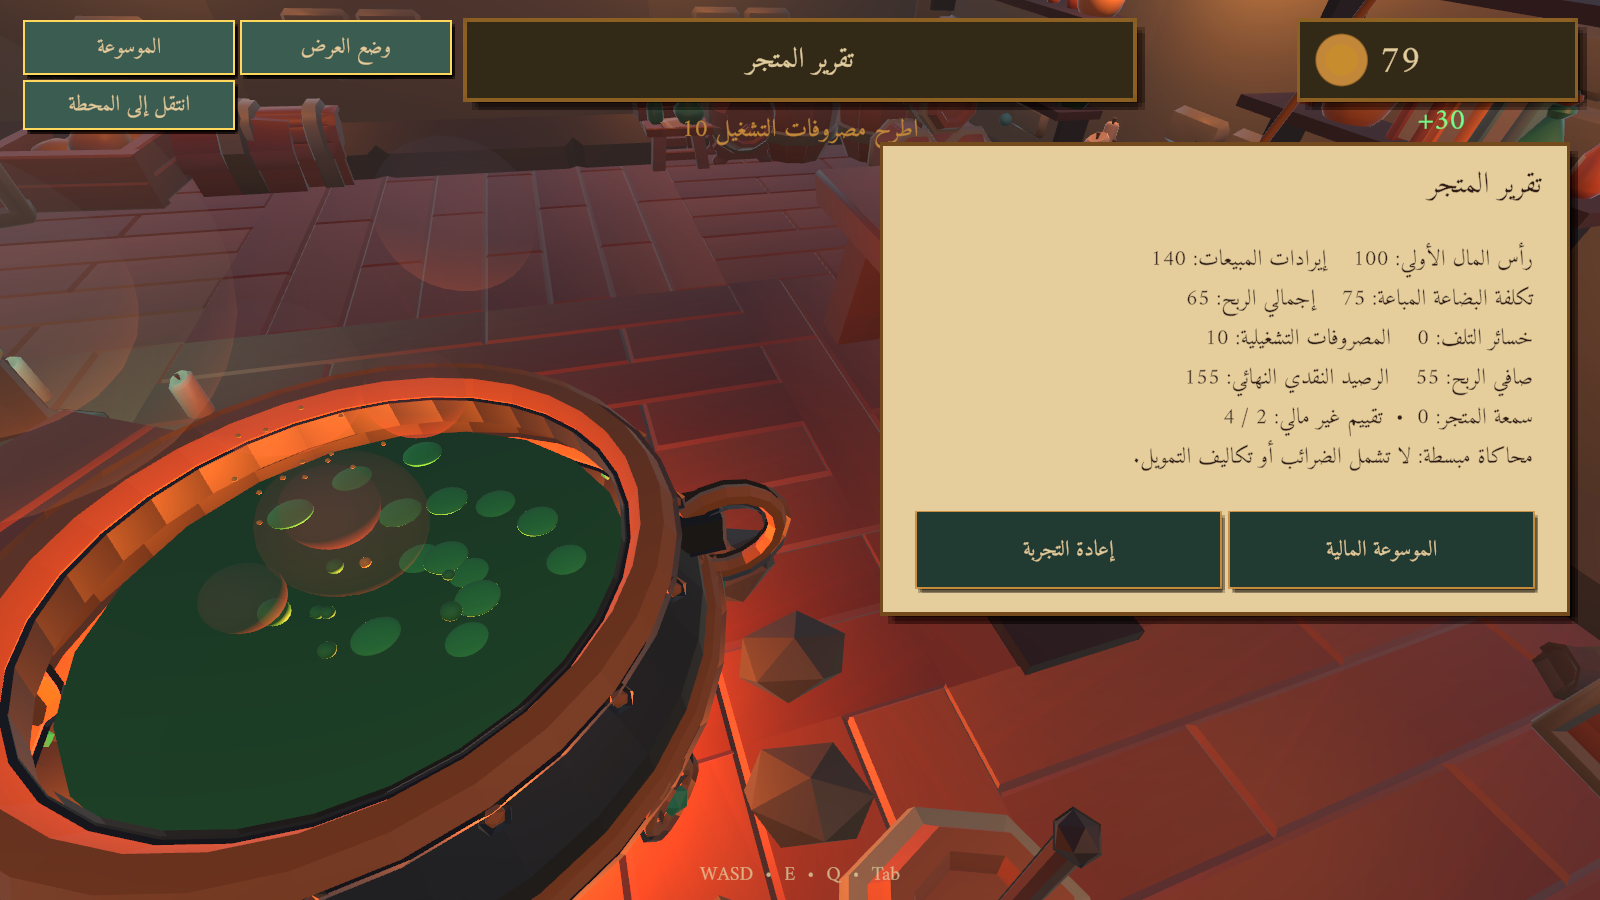 الموسوعة
وضع العرض
انتقل إلى المحطة
تقرير المتجر
79
+30
اطرح مصروفات التشغيل 10
تقرير المتجر
رأس المال الأولي: 100 إيرادات المبيعات: 140
تكلفة البضاعة المباعة: 75 إجمالي الربح: 65
خسائر التلف: 0 المصروفات التشغيلية: 10
صافي الربح: 55 الرصيد النقدي النهائي: 155
سمعة المتجر: 0 • تقييم غير مالي: 2 / 4
محاكاة مبسطة: لا تشمل الضرائب أو تكاليف التمويل.
الموسوعة المالية
إعادة التجربة
WASD • E • Q • Tab